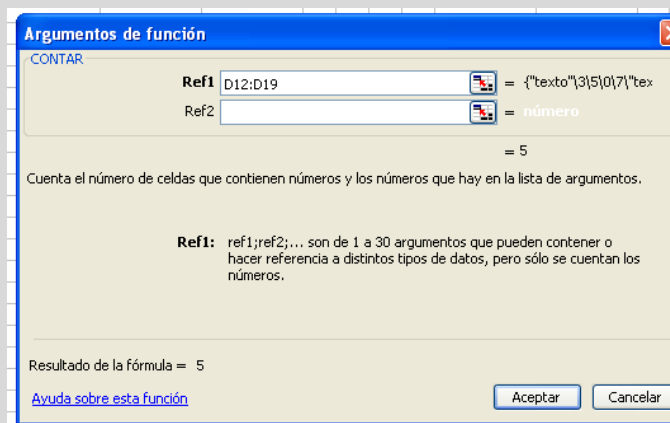 Argumentos de función
CONTAR
Ref1 D12:D19 = {"texto"\3\5\0\7\"tex
Ref2 = número
= 5
Cuenta el número de celdas que contienen números y los números que hay en la lista de argumentos.
Ref1: ref1;ref2;... son de 1 a 30 argumentos que pueden contener o
hacer referencia a distintos tipos de datos, pero sólo se cuentan los
números.
Resultado de la fórmula = 5
Ayuda sobre esta función
Aceptar
Cancelar